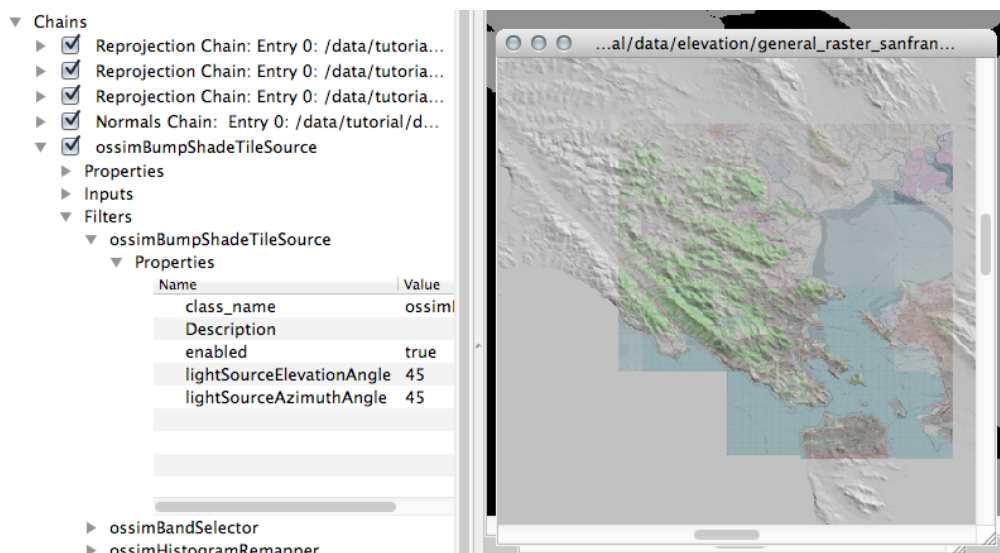 Chains
Reprojection Chain: Entry 0: /data/tutoria...
Reprojection Chain: Entry 0: /data/tutoria...
Reprojection Chain: Entry 0: /data/tutoria...
Normals Chain:  Entry 0: /data/tutorial/d...
ossimBumpShadeTileSource
Properties
Inputs
Filters
ossimBumpShadeTileSource
Properties
Name Value
class_name ossiml
Description
enabled true
lightSourceElevationAngle 45
lightSourceAzimuthAngle 45
ossimBandSelector
ossimHistogramRemapper
...al/data/elevation/general_raster_sanfran...